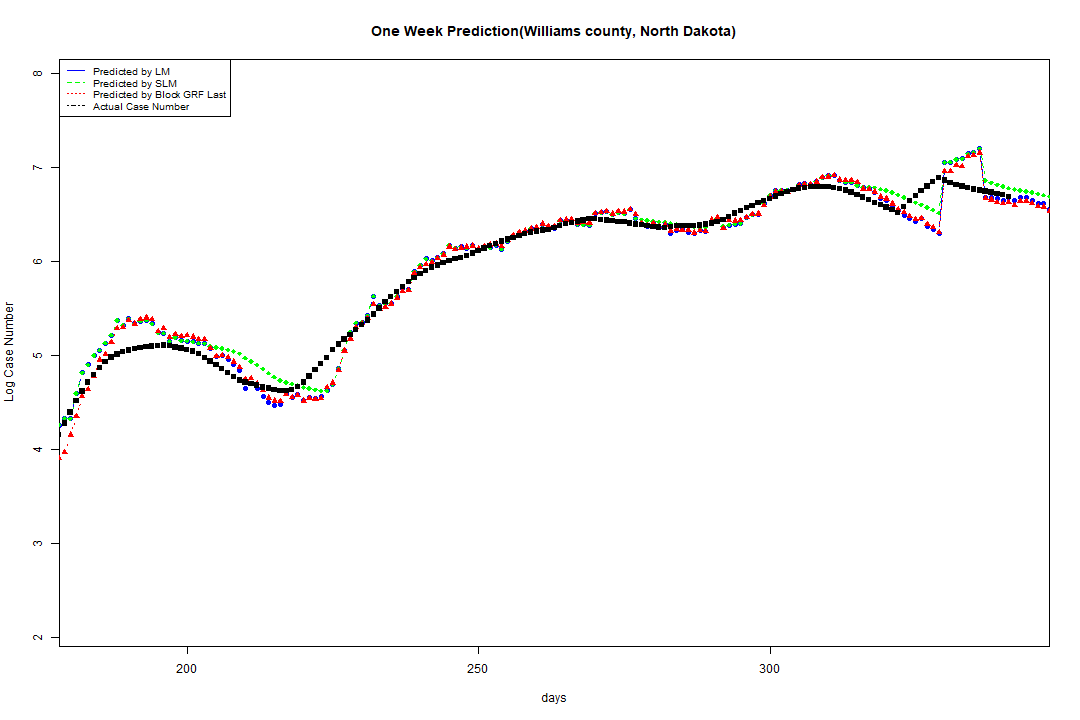 One Week Prediction(Williams county, North Dakota)
Predicted by LM
Predicted by SLM
Predicted by Block GRF Last
Actual Case Number
8
7
6
5
4
3
2
Log Case Number
200
250
300
days